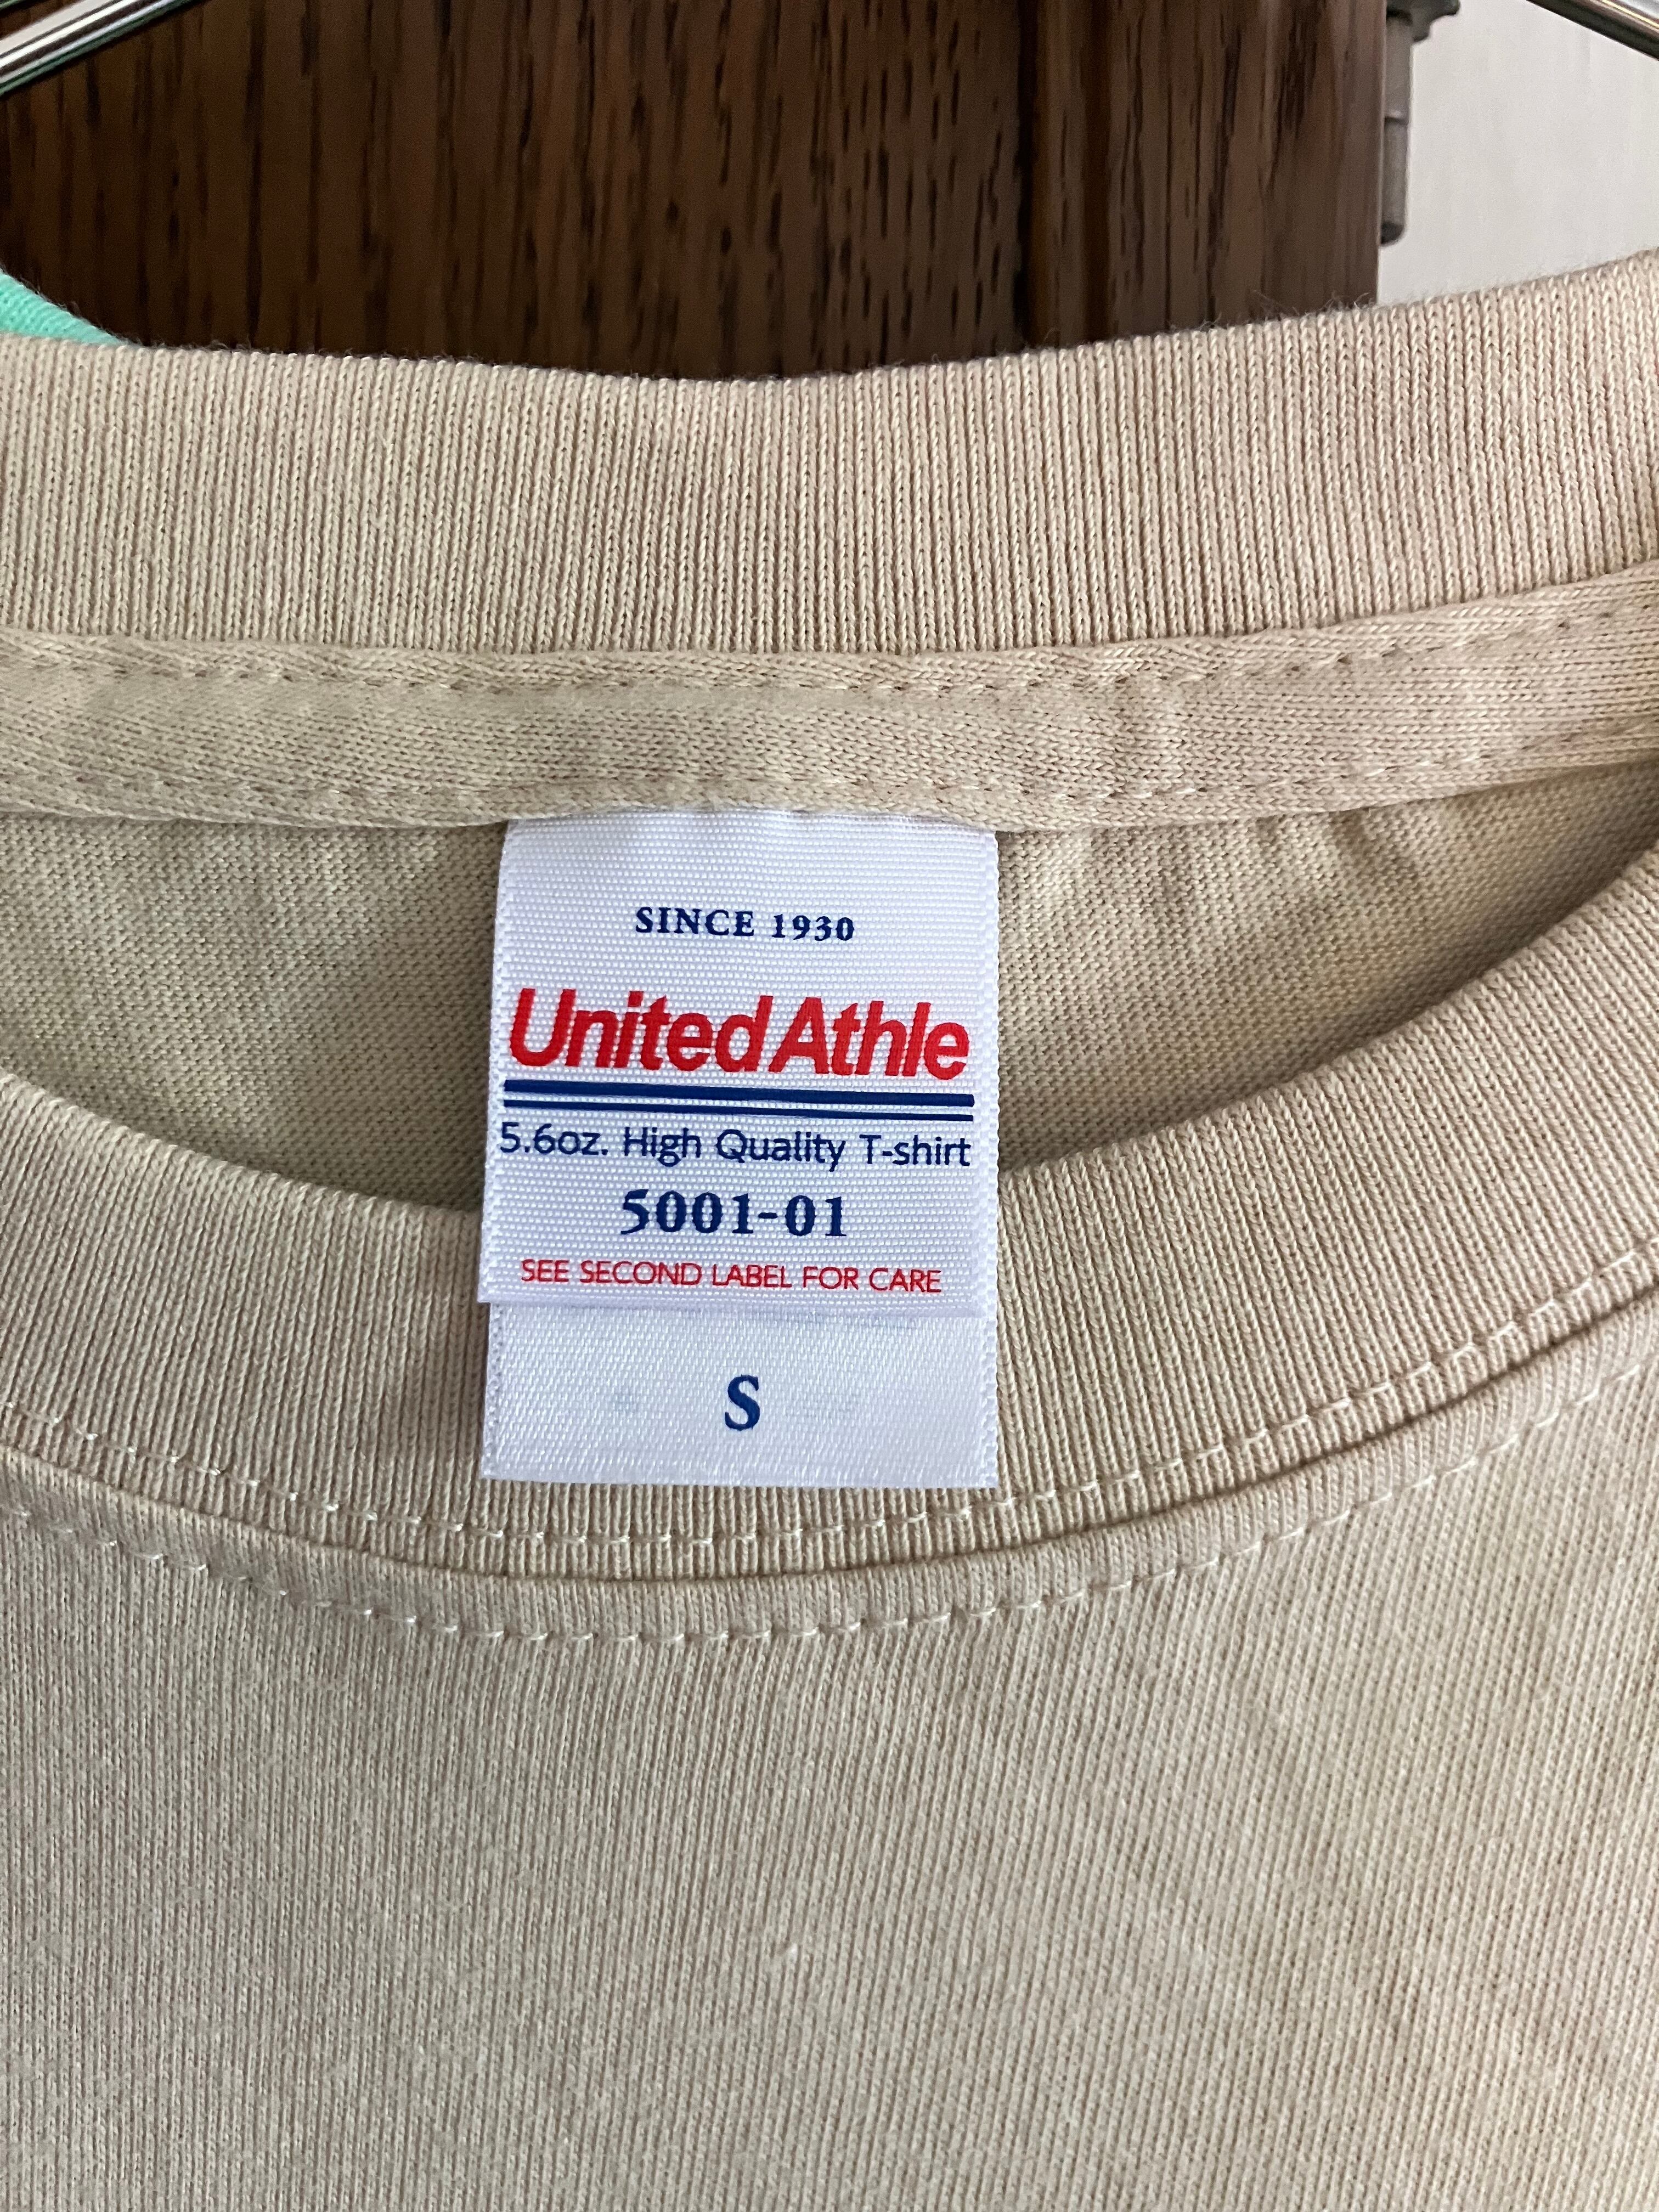 SINCE 1930
United Athle
5.6oz. High Quality T-shirt
5001-01
SEE SECOND LABEL FOR CARE
S